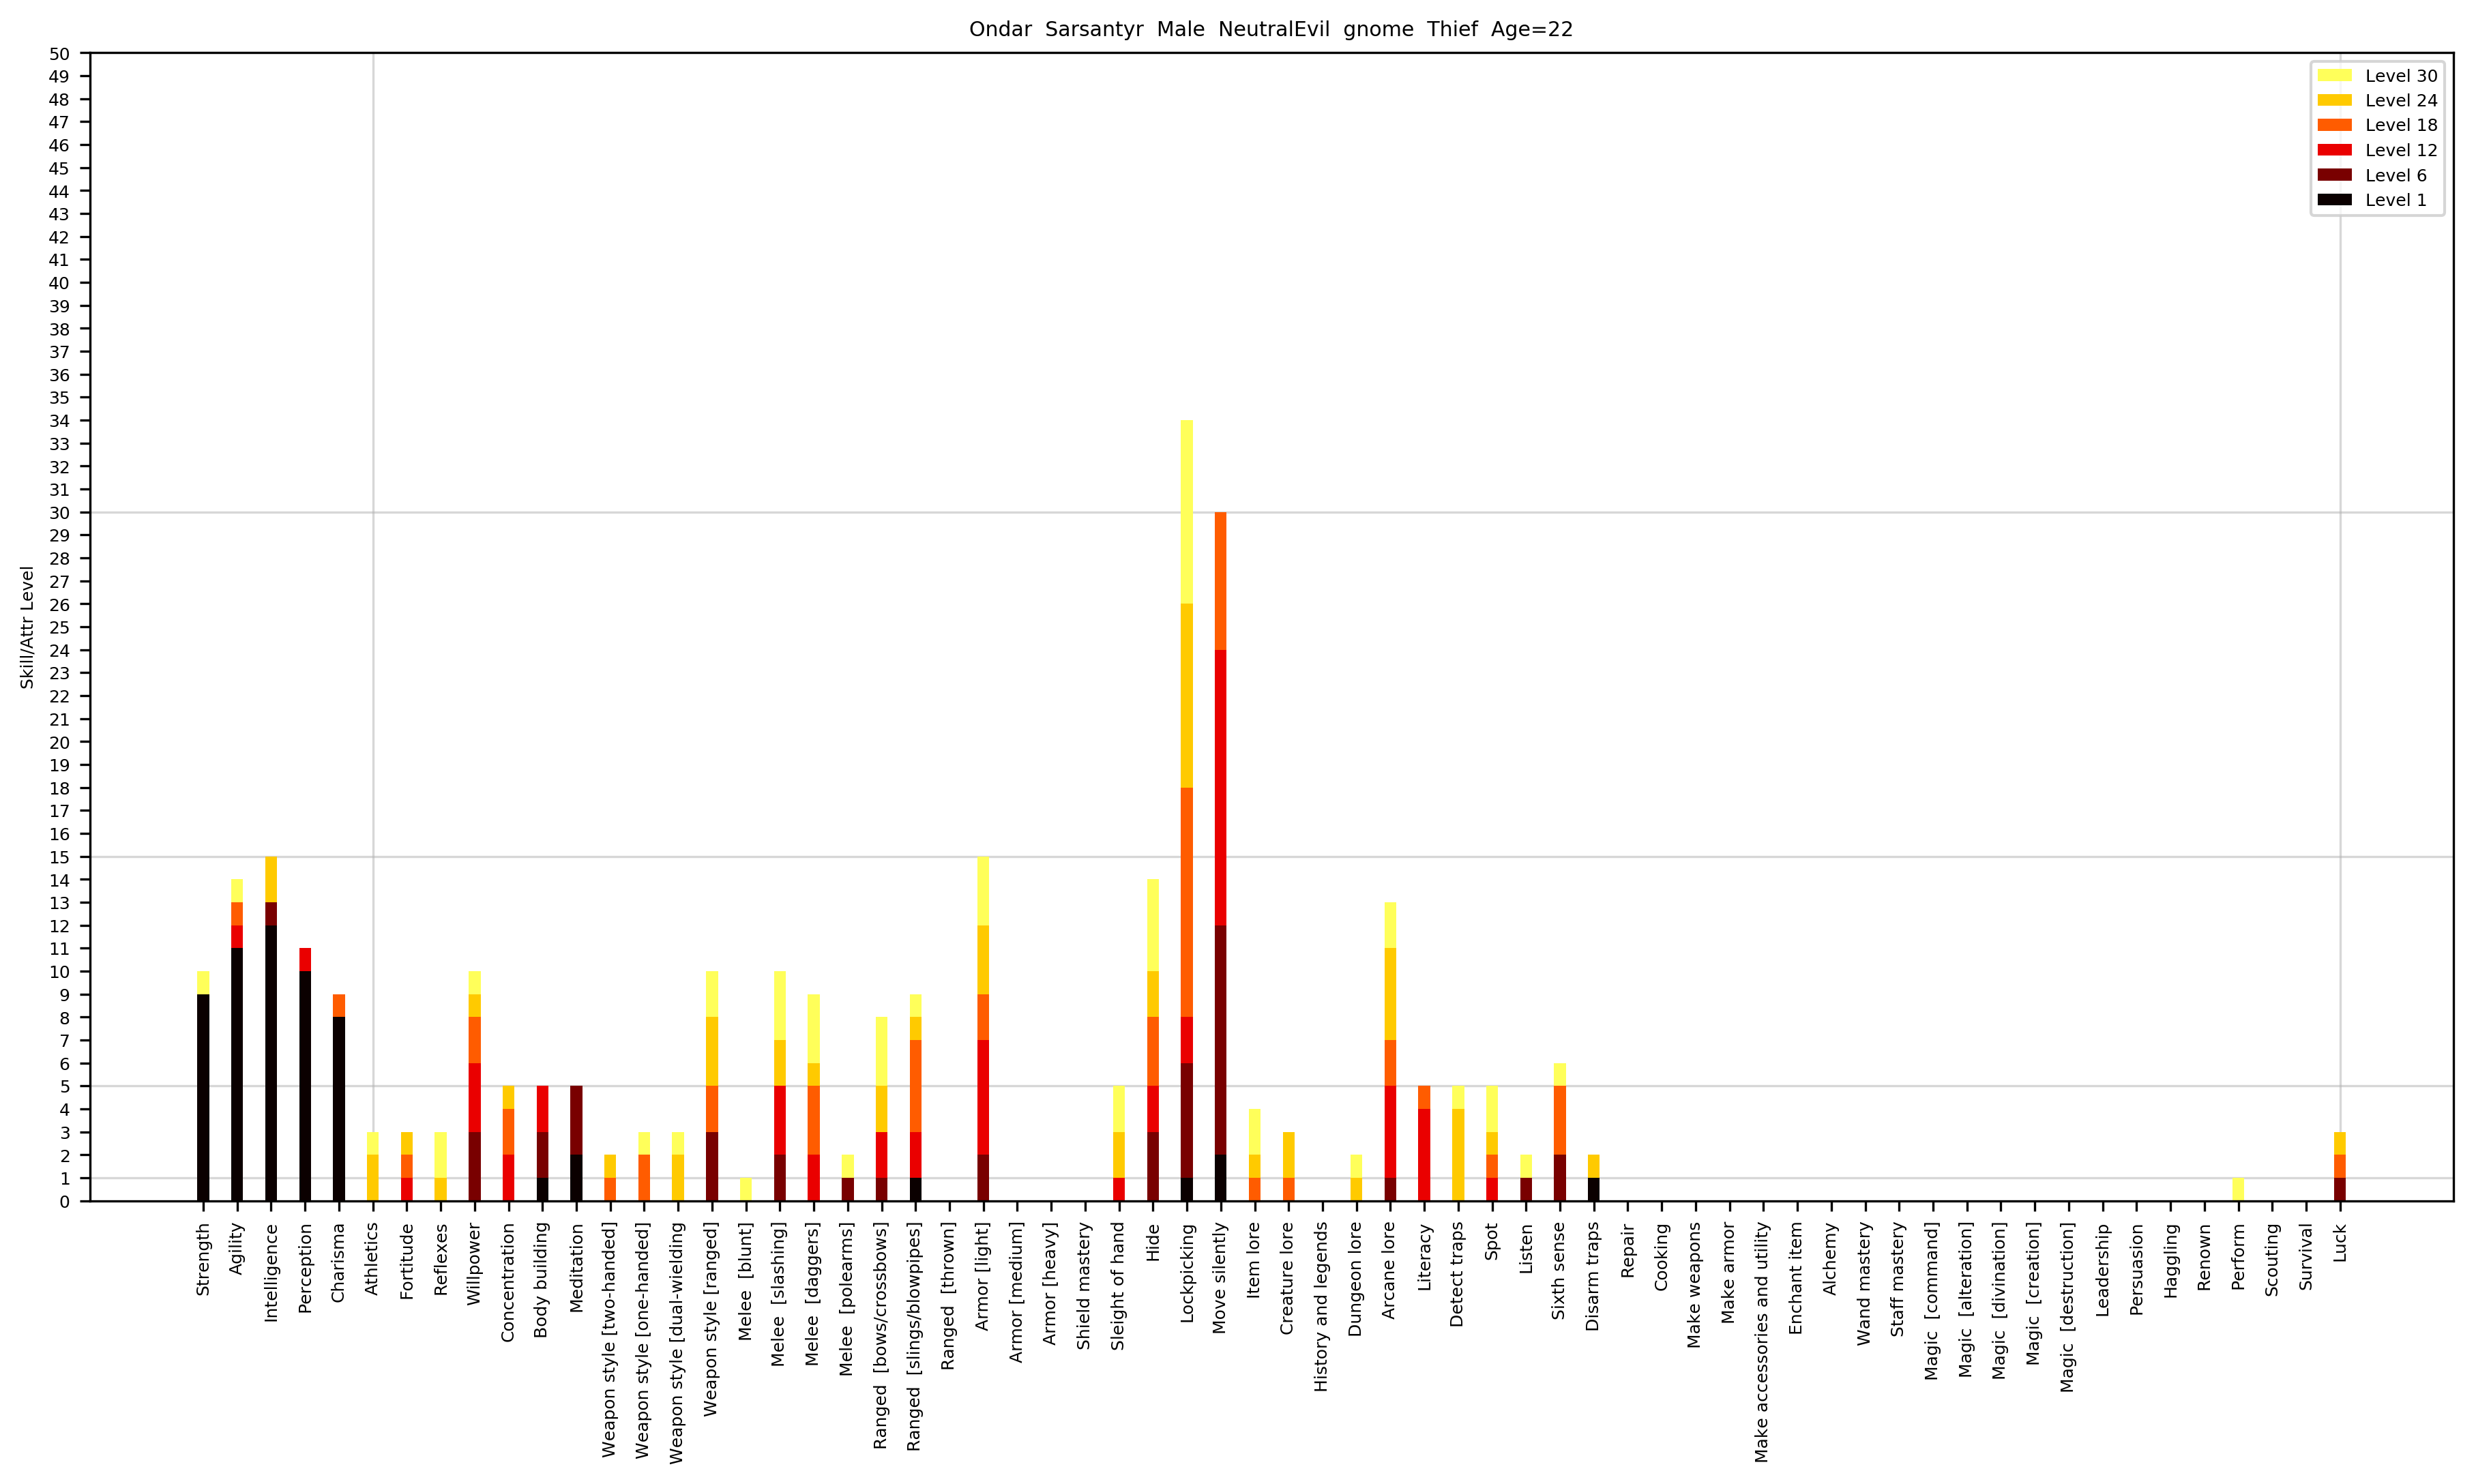 Ondar  Sarsantyr  Male  NeutralEvil  gnome  Thief  Age=22
Skill/Attr Level
50
49
48
47
46
45
44
43
42
41
40
39
38
37
36
35
34
33
32
31
30
29
28
27
26
25
24
23
22
21
20
19
18
17
16
15
14
13
12
11
10
9
8
7
6
5
4
3
2
1
0
Level 30
Level 24
Level 18
Level 12
Level 6
Level 1
Strength
Agility
Intelligence
Perception
Charisma
Athletics
Fortitude
Reflexes
Willpower
Concentration
Body building
Meditation
Weapon style [two-handed]
Weapon style [one-handed]
Weapon style [dual-wielding
Weapon style [ranged]
Melee  [blunt]
Melee  [slashing]
Melee  [daggers]
Melee  [polearms]
Ranged  [bows/crossbows]
Ranged  [slings/blowpipes]
Ranged  [thrown]
Armor [light]
Armor [medium]
Armor [heavy]
Shield mastery
Sleight of hand
Hide
Lockpicking
Move silently
Item lore
Creature lore
History and legends
Dungeon lore
Arcane lore
Literacy
Detect traps
Spot
Listen
Sixth sense
Disarm traps
Repair
Cooking
Make weapons
Make armor
Make accessories and utility
Enchant item
Alchemy
Wand mastery
Staff mastery
Magic  [command]
Magic  [alteration]
Magic  [divination]
Magic  [creation]
Magic  [destruction]
Leadership
Persuasion
Haggling
Renown
Perform
Scouting
Survival
Luck